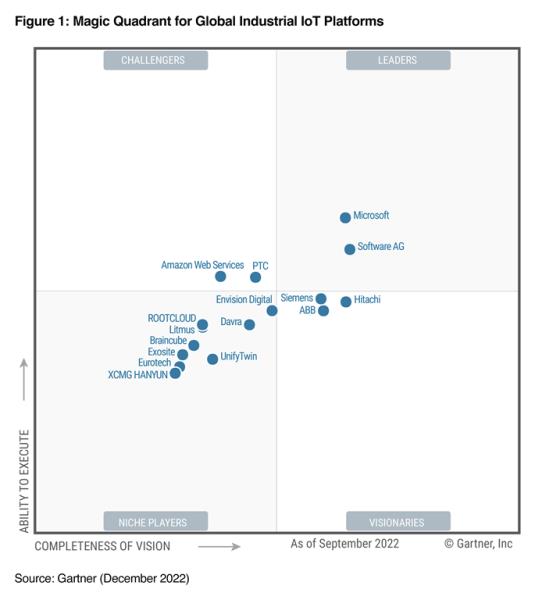 Figure 1: Magic Quadrant for Global Industrial IoT Platforms
CHALLENGERS
LEADERS
Microsoft
Software AG
Amazon Web Services
PTC
Envision Digital
Siemens
Hitachi
ABB
ROOTCLOUD
Litmus
Davra
Braincube
Exosite
UnifyTwin
Eurotech
XCMG HANYUN
ABILITY TO EXECUTE
NICHE PLAYERS
VISIONARIES
COMPLETENESS OF VISION
As of September 2022
© Gartner, Inc
Source: Gartner (December 2022)